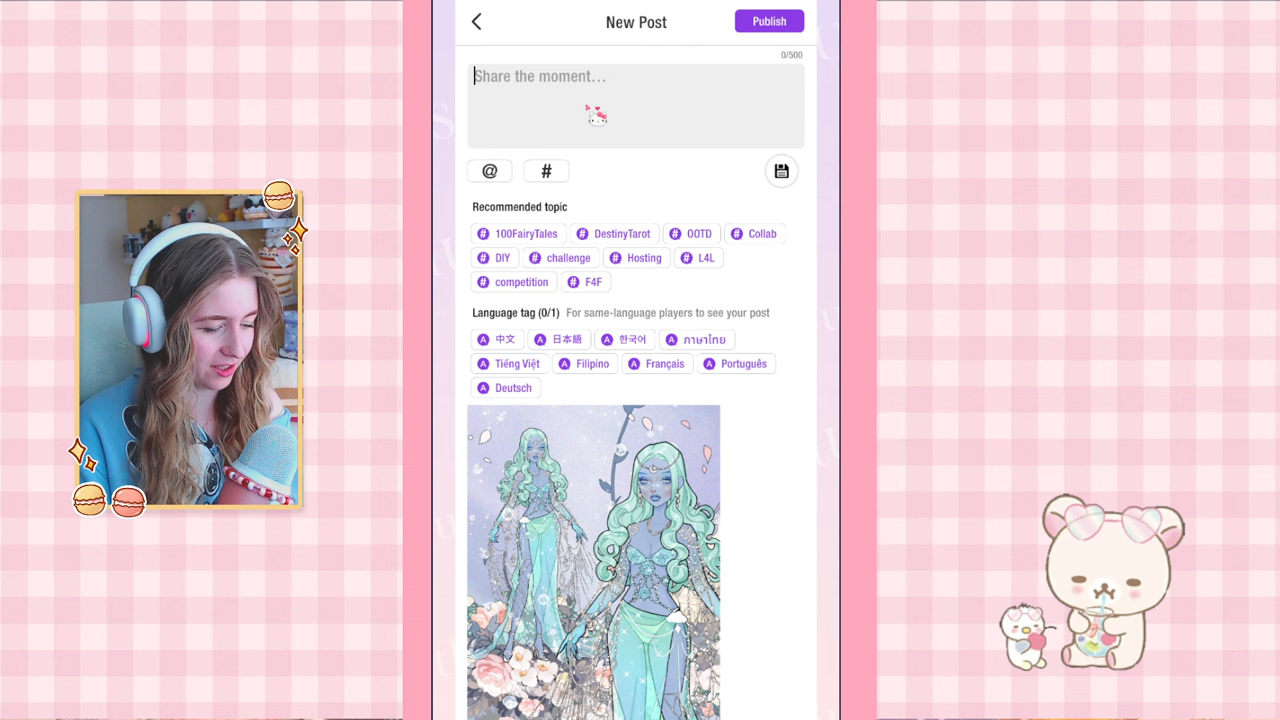 New Post
Publish
0/500
Share the moment...
@
#
Recommended topic
# 100FairyTales # DestinyTarot # OOTD # Collab
# DIY # challenge # Hosting # L4L
# competition # F4F
Language tag (0/1) For same-language players to see your post
A 中文 A 日本語 A 한국어 A ภาษาไทย
A Tiếng Việt A Filipino A Français A Português
A Deutsch